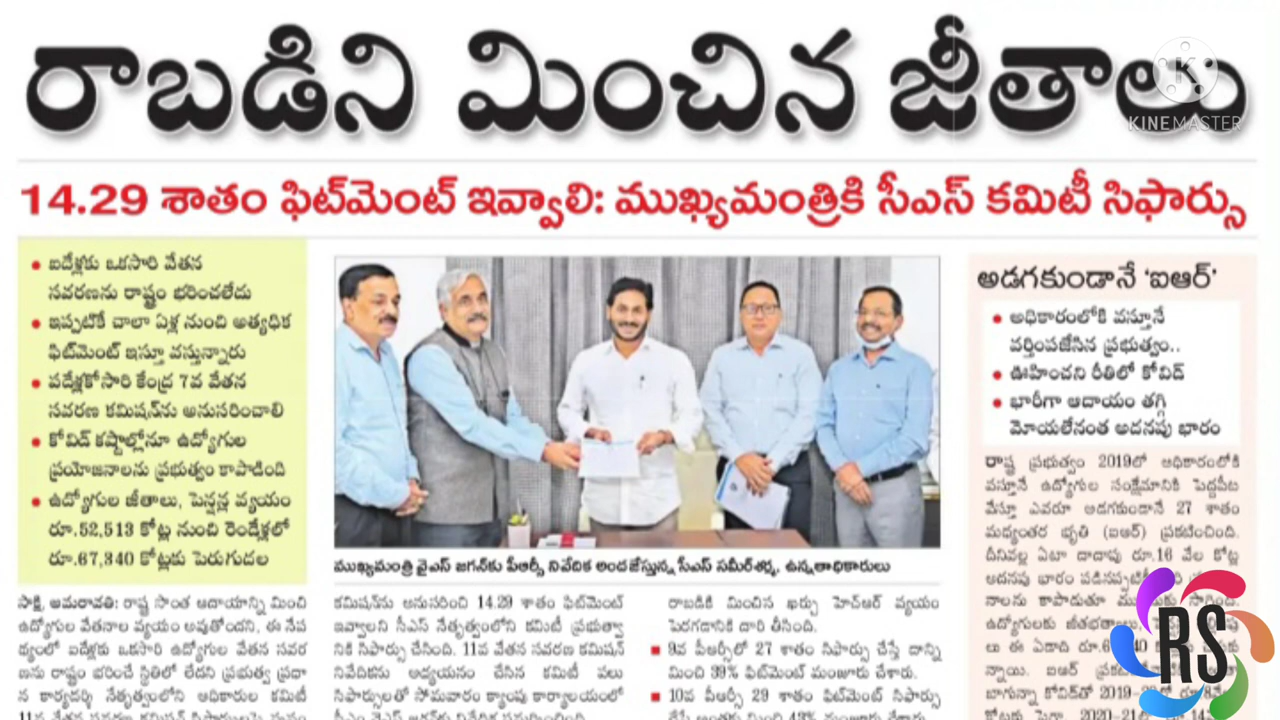 రాబడిని మించిన జీతాలు
KINEMASTER
14.29 శాతం ఫిట్‌మెంట్ ఇవ్వాలి: ముఖ్యమంత్రికి సీఎస్ కమిటీ సిఫార్సు
• ఐదేళ్లకు ఒకసారి వేతన
సవరణను రాష్ట్రం భరించలేదు
• ఇప్పటికే చాలా ఏళ్ల నుంచి అత్యధిక
ఫిట్‌మెంట్ ఇస్తూ వస్తున్నారు
• పదేళ్లకోసారి కేంద్ర 7వ వేతన
సవరణ కమిషన్‌ను అనుసరించాలి
• కోవిడ్ కష్టాల్లోనూ ఉద్యోగుల
ప్రయోజనాలను ప్రభుత్వం కాపాడింది
• ఉద్యోగుల జీతాలు, పెన్షన్ల వ్యయం
రూ.52,513 కోట్ల నుంచి రెండేళ్లలో
రూ.67,340 కోట్లకు పెరుగుదల
ముఖ్యమంత్రి వైఎస్ జగన్‌కు పీఆర్సీ నివేదిక అందజేస్తున్న సీఎస్ సమీర్‌శర్మ, ఉన్నతాధికారులు
సాక్షి, అమరావతి: రాష్ట్ర సొంత ఆదాయాన్ని మించి
ఉద్యోగుల వేతనాల వ్యయం అవుతోందని, ఈ నేప
థ్యంలో ఐదేళ్లకు ఒకసారి ఉద్యోగుల వేతన సవర
ణను రాష్ట్రం భరించే స్థితిలో లేదని ప్రభుత్వ ప్రధా
న కార్యదర్శి నేతృత్వంలోని అధికారుల కమిటీ
కమిషన్‌ను అనుసరించి 14.29 శాతం ఫిట్‌మెంట్
ఇవ్వాలని సీఎస్ నేతృత్వంలోని కమిటీ ప్రభుత్వా
నికి సిఫార్సు చేసింది. 11వ వేతన సవరణ కమిషన్
నివేదికను అధ్యయనం చేసిన కమిటీ పలు
సిఫార్సులతో సోమవారం క్యాంపు కార్యాలయంలో
రాబడికి మించిన ఖర్చు హెచ్ఆర్ వ్యయం
పెరగడానికి దారి తీసింది.
9వ పీఆర్సీలో 27 శాతం సిఫార్సు చేస్తే దాన్ని
మించి 39% ఫిట్‌మెంట్ మంజూరు చేశారు.
10వ పీఆర్సీ 29 శాతం ఫిట్‌మెంట్ సిఫార్సు
అడగకుండానే 'ఐఆర్'
• అధికారంలోకి వస్తూనే
వర్తింపజేసిన ప్రభుత్వం..
• ఊహించని రీతిలో కోవిడ్
• భారీగా ఆదాయం తగ్గి
మోయలేనంత అదనపు భారం
రాష్ట్ర ప్రభుత్వం 2019లో అధికారంలోకి
వస్తూనే ఉద్యోగుల సంక్షేమానికి పెద్దపీట
వేస్తూ ఎవరూ అడగకుండానే 27 శాతం
మధ్యంతర భృతి (ఐఆర్) ప్రకటించింది.
దీనివల్ల ఏటా దాదాపు రూ.16 వేల కోట్ల
RS